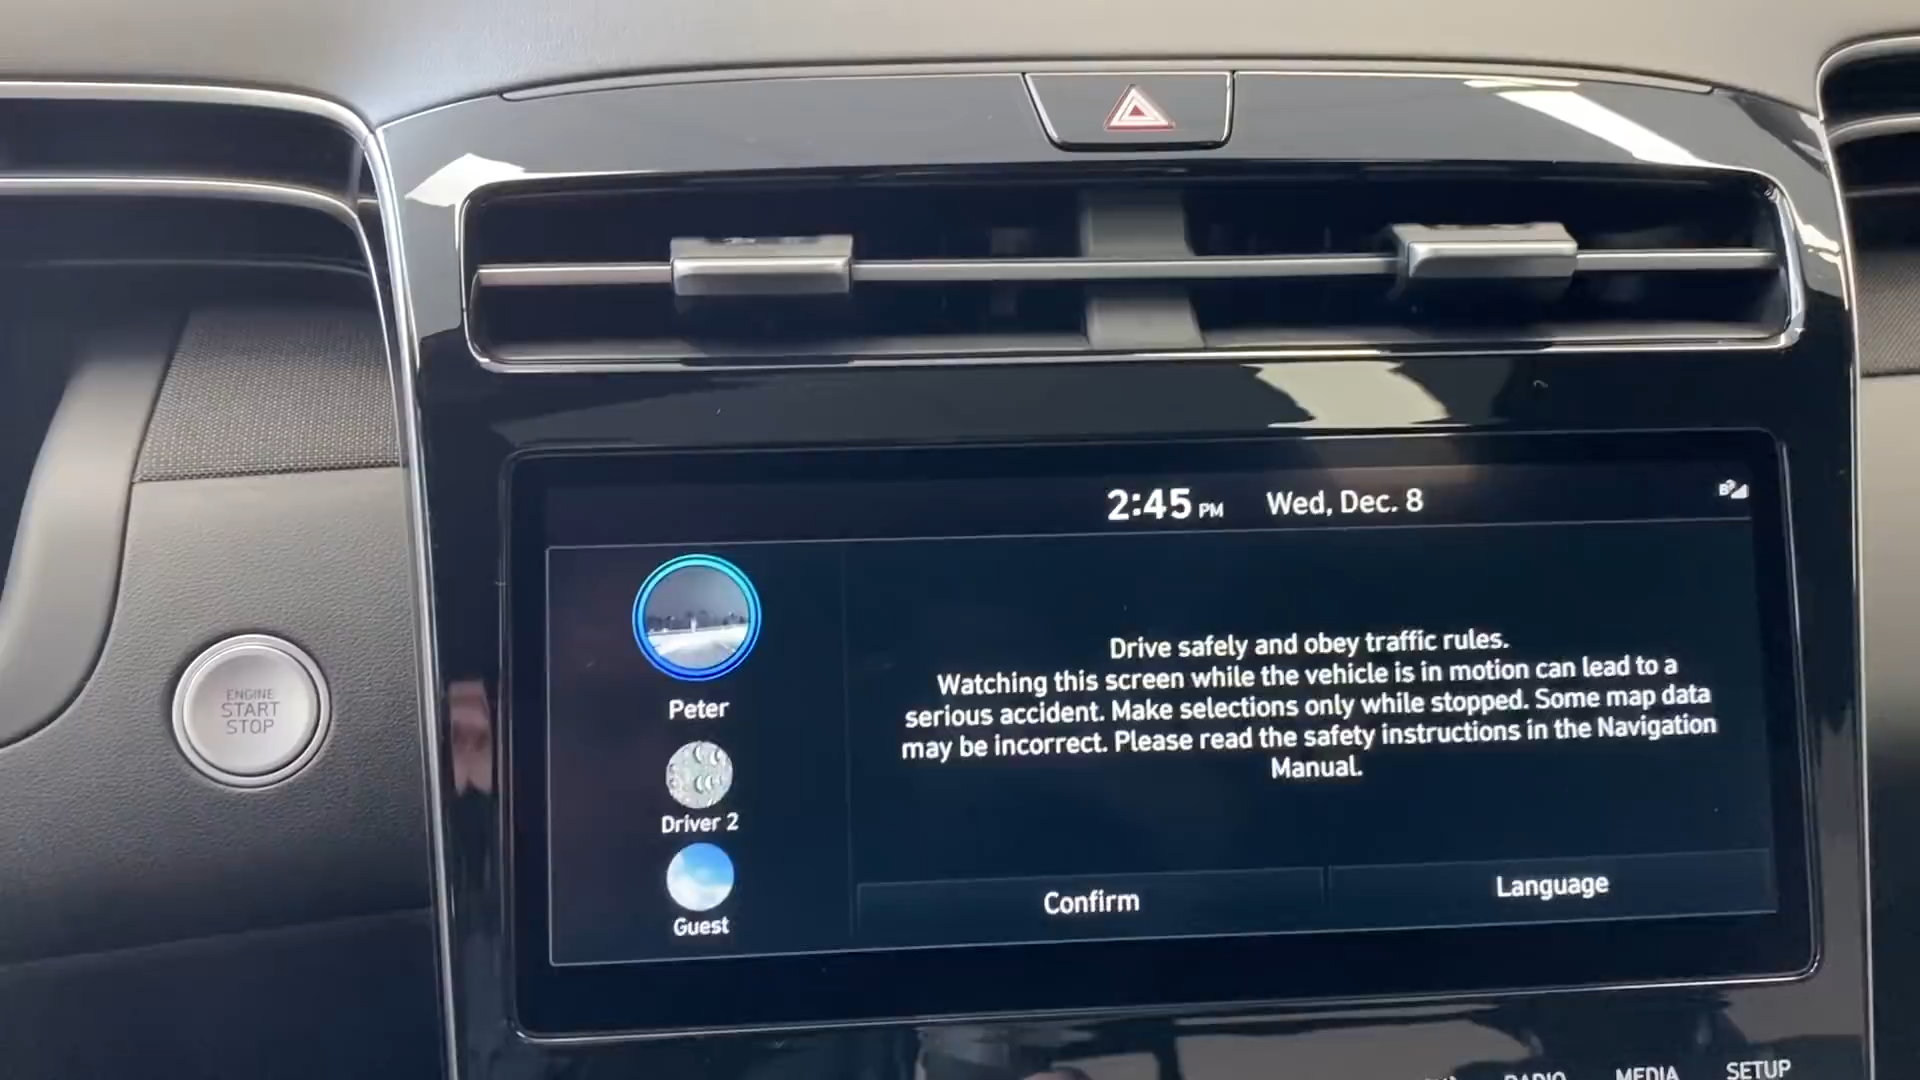 2:45 PM Wed, Dec. 8
Peter
Driver 2
Guest
Drive safely and obey traffic rules.
Watching this screen while the vehicle is in motion can lead to a
serious accident. Make selections only while stopped. Some map data
may be incorrect. Please read the safety instructions in the Navigation
Manual.
Confirm
Language
ENGINE
START
STOP
RADIO
MEDIA
SETUP